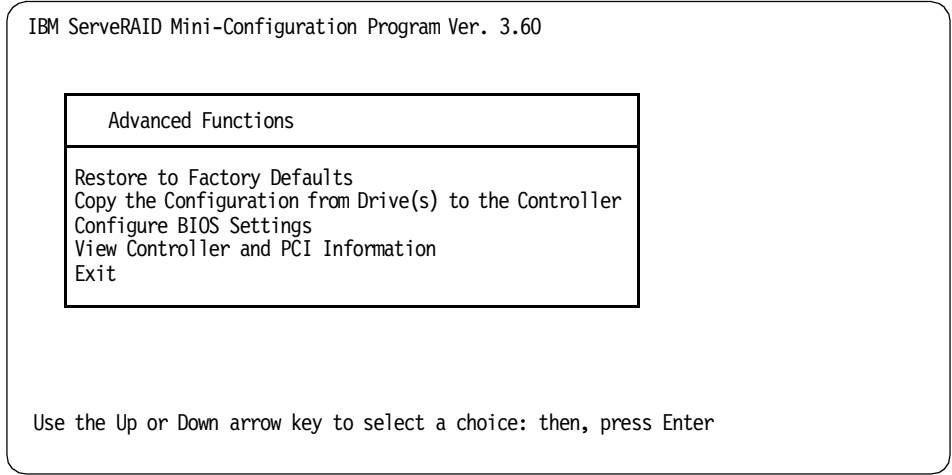 IBM ServeRAID Mini-Configuration Program Ver. 3.60
Advanced Functions
Restore to Factory Defaults
Copy the Configuration from Drive(s) to the Controller
Configure BIOS Settings
View Controller and PCI Information
Exit
Use the Up or Down arrow key to select a choice: then, press Enter